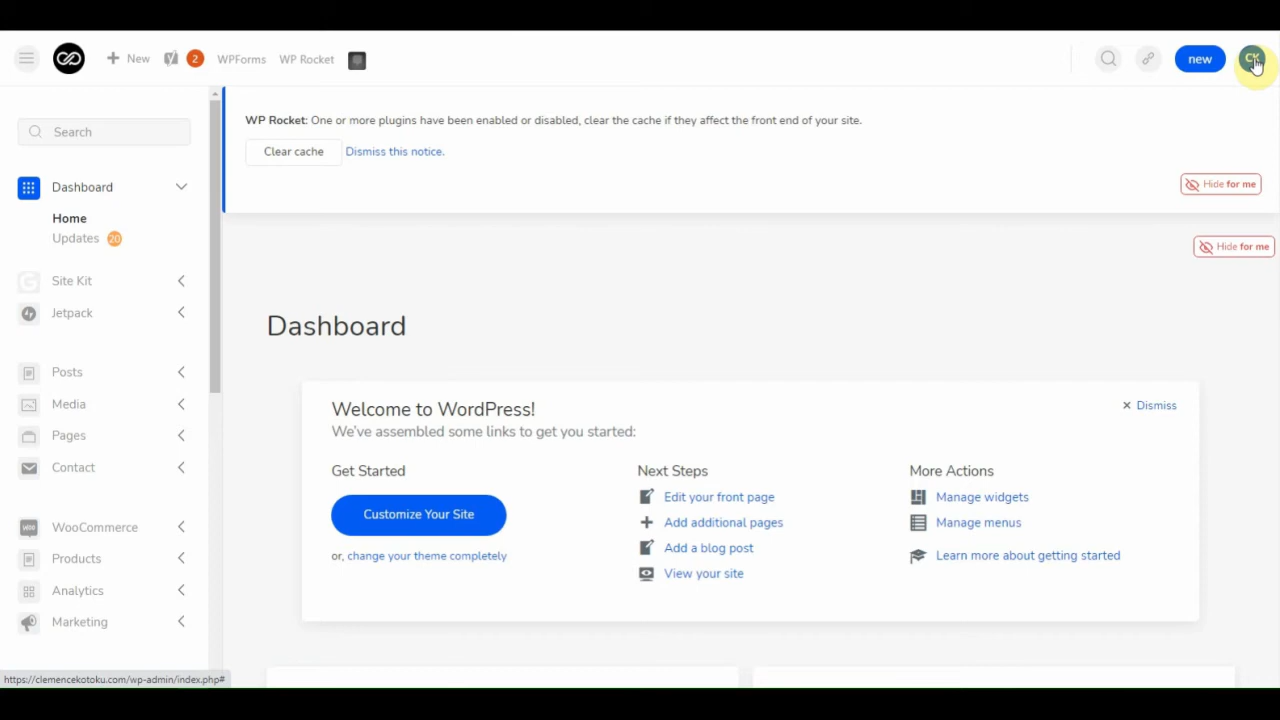 New
2
WPForms
WP Rocket
new
CK
Search
WP Rocket: One or more plugins have been enabled or disabled, clear the cache if they affect the front end of your site.
Clear cache
Dismiss this notice.
Hide for me
Hide for me
Dashboard
Home
Updates 20
Site Kit
Jetpack
Posts
Media
Pages
Contact
WooCommerce
Products
Analytics
Marketing
Dashboard
Welcome to WordPress!
Dismiss
We've assembled some links to get you started:
Get Started
Customize Your Site
or, change your theme completely
Next Steps
Edit your front page
Add additional pages
Add a blog post
View your site
More Actions
Manage widgets
Manage menus
Learn more about getting started
https://clemencekotoku.com/wp-admin/index.php#